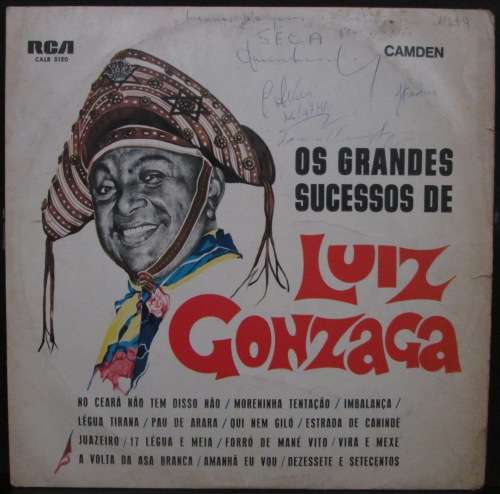 RCA
CALB 5120
CAMDEN
SECA
OS GRANDES
SUCESSOS DE
LUIZ
GONZAGA
NO CEARÁ NÃO TEM DISSO NÃO / MORENINHA TENTAÇÃO / IMBALANÇA /
LÉGUA TIRANA / PAU DE ARARA / QUI NEM GILÓ / ESTRADA DE CANINDÉ
JUAZEIRO / 17 LÉGUA E MEIA / FORRÓ DE MANÉ VITO / VIRA E MEXE
A VOLTA DA ASA BRANCA / AMANHÃ EU VOU / DEZESSETE E SETECENTOS